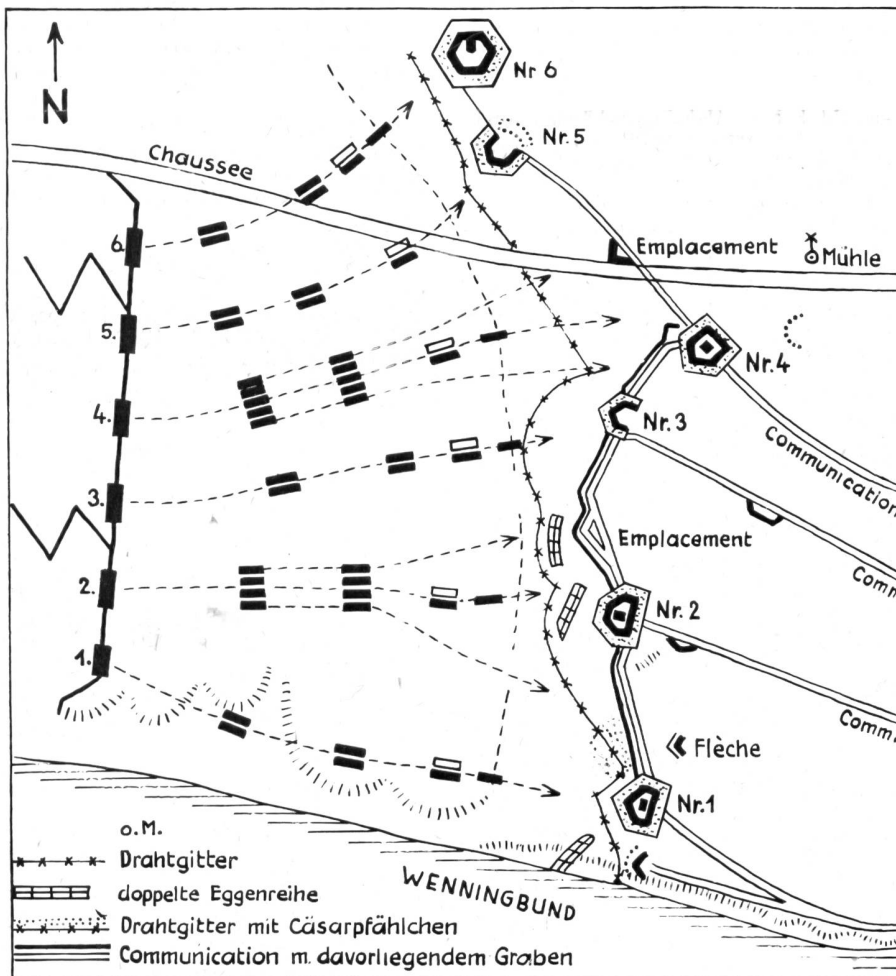 N
Nr 6
Nr.5
Chaussee
6.
Emplacement
Mühle
5.
Nr.4
4.
Nr.3
Communication
3.
Emplacement
Comm
2.
Nr.2
1.
Comm
Flèche
Nr.1
o.M.
Drahtgitter
doppelte Eggenreihe
WENNINGBUND
Drahtgitter mit Cäsarpfählchen
Communication m. davorliegendem Graben